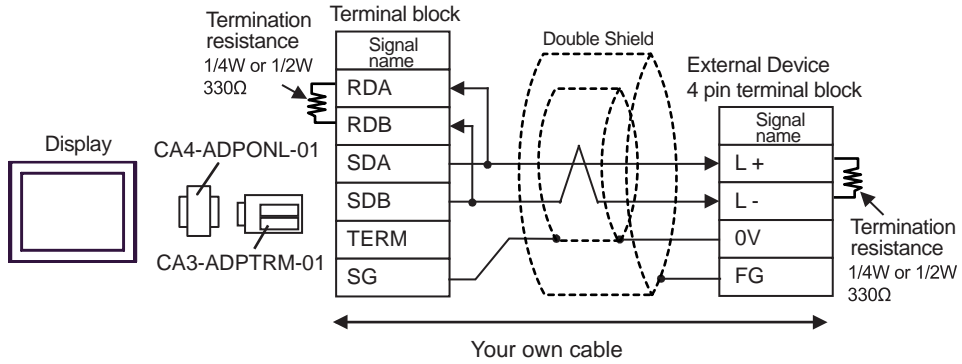 Termination
resistance
1/4W or 1/2W
330Ω
Terminal block
Signal
name
RDA
RDB
SDA
SDB
TERM
SG
Double Shield
External Device
4 pin terminal block
Signal
name
L +
L -
0V
FG
Display
CA4-ADPONL-01
CA3-ADPTRM-01
Termination
resistance
1/4W or 1/2W
330Ω
Your own cable